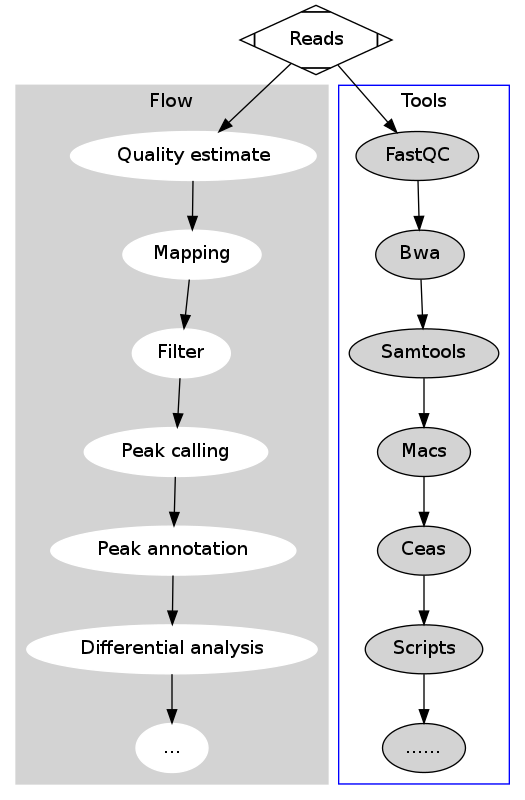 Reads
Flow
Quality estimate
Mapping
Filter
Peak calling
Peak annotation
Differential analysis
...
Tools
FastQC
Bwa
Samtools
Macs
Ceas
Scripts
......